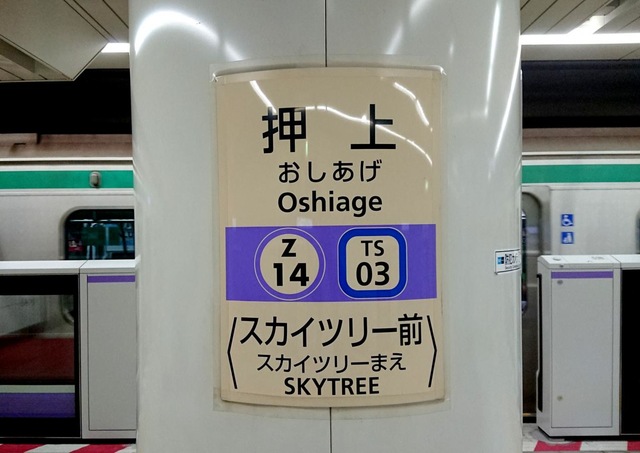 押上
おしあげ
Oshiage
Z
14
TS
03
〈スカイツリー前〉
スカイツリーまえ
SKYTREE